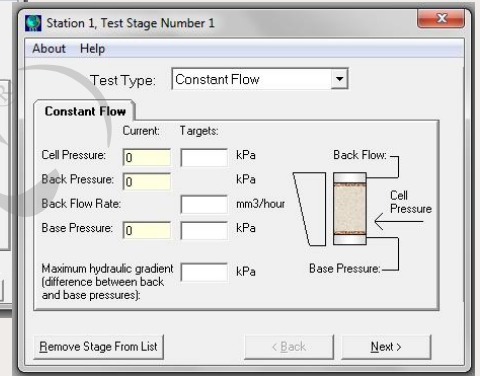 Station 1, Test Stage Number 1
About Help
Test Type: Constant Flow
Constant Flow
Current: Targets:
Cell Pressure: 0 kPa
Back Pressure: 0 kPa
Back Flow Rate: mm3/hour
Base Pressure: 0 kPa
Maximum hydraulic gradient kPa
(difference between back
and base pressures):
Back Flow:
Cell
Pressure
Base Pressure:
Remove Stage From List < Back Next >